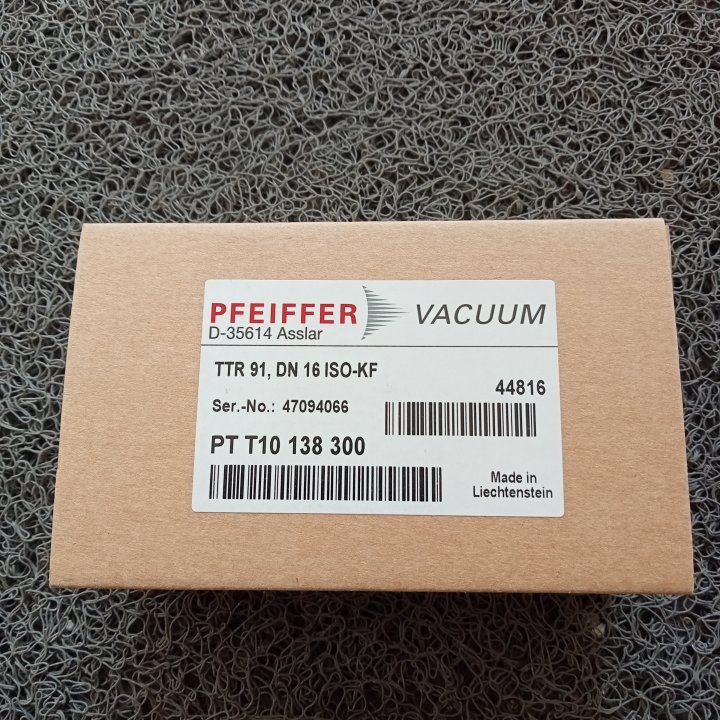 PFEIFFER VACUUM
D-35614 Asslar
TTR 91, DN 16 ISO-KF
44816
Ser.-No.: 47094066
PT T10 138 300
Made in
Liechtenstein